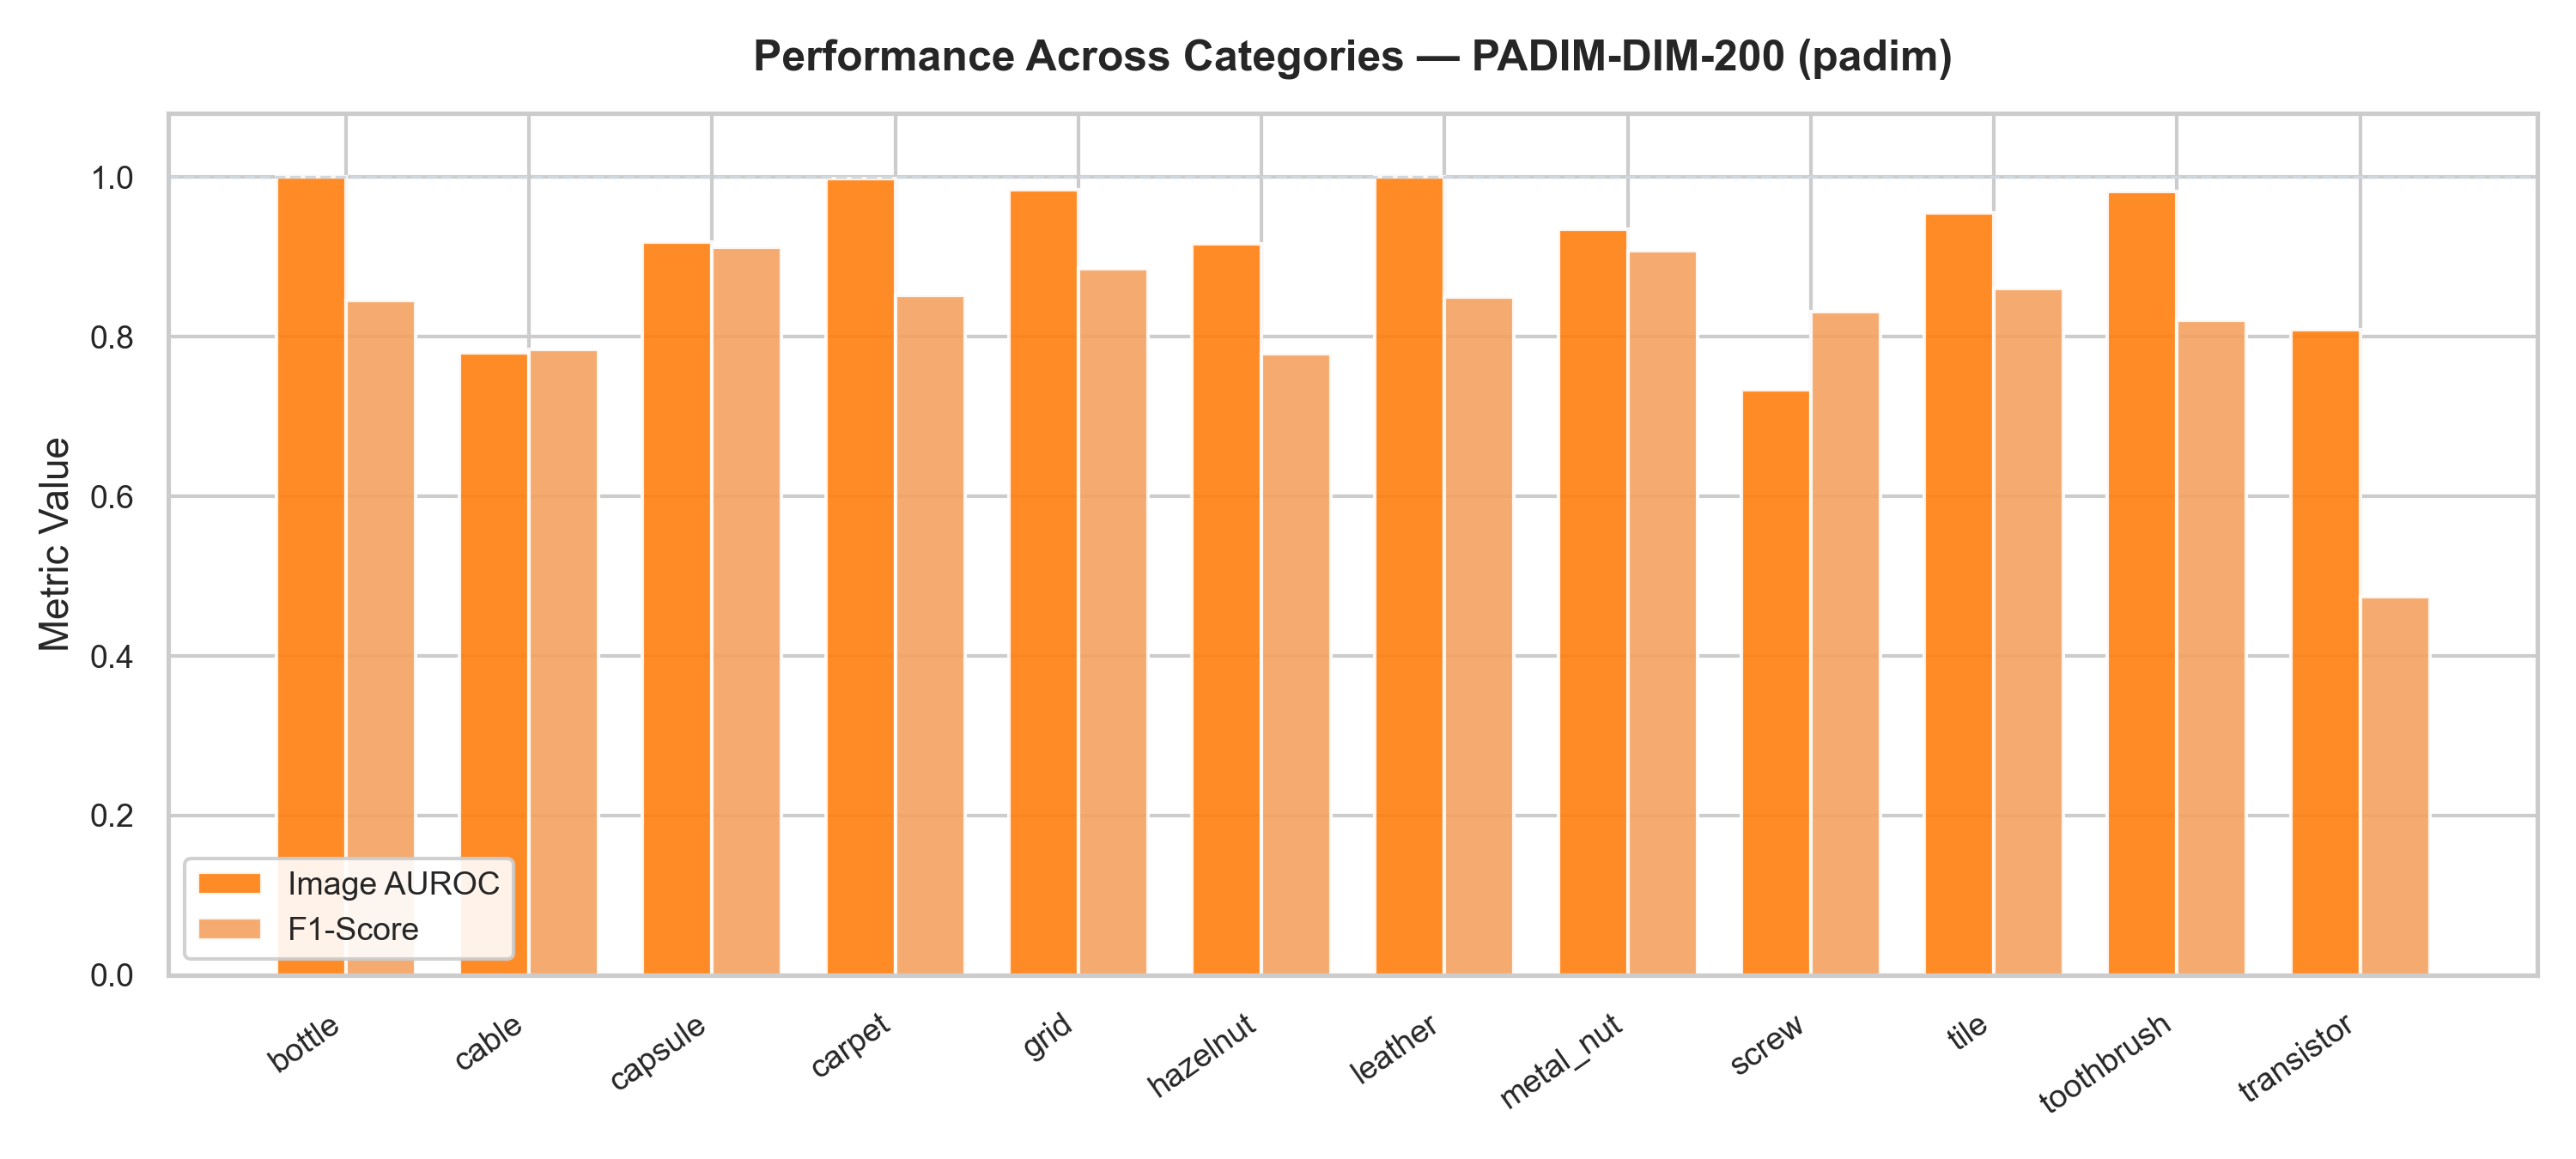 Performance Across Categories — PADIM-DIM-200 (padim)
Metric Value
1.0
0.8
0.6
0.4
0.2
0.0
Image AUROC
F1-Score
bottle
cable
capsule
carpet
grid
hazelnut
leather
metal_nut
screw
tile
toothbrush
transistor